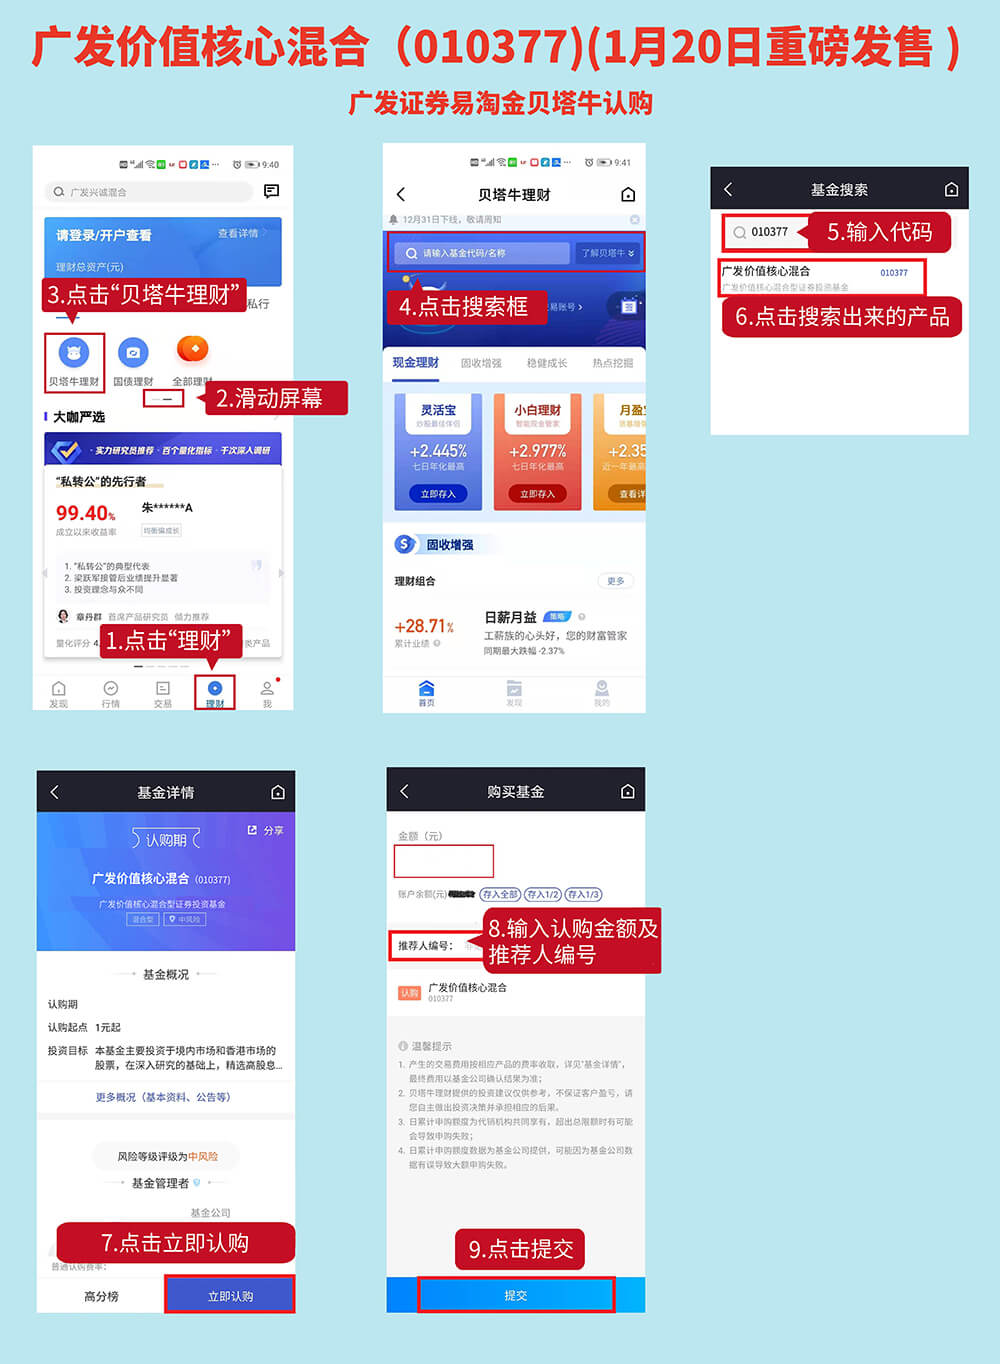 广发价值核心混合（010377)(1月20日重磅发售 )
广发证券易淘金贝塔牛认购
9:40
广发兴诚混合
请登录/开户查看
查看详情
理财总资产(元)
3.点击“贝塔牛理财”
私行
贝塔牛理财
国债理财
全部理财
2.滑动屏幕
大咖严选
·实力研究员推荐 ·百个量化指标 ·千次深入调研
“私转公”的先行者
99.40%
成立以来收益率
朱******A
均衡偏成长
1. “私转公”的典型代表
2. 梁跃军接管后业绩提升显著
3. 投资理念与众不同
章丹群 首席产品研究员 倾力推荐
量化评分 4.
类产品
1.点击“理财”
发现
行情
交易
理财
我
9:41
贝塔牛理财
12月31日下线，敬请周知
请输入基金代码/名称
了解贝塔牛
4.点击搜索框
易账号
现金理财
固收增强
稳健成长
热点挖掘
灵活宝
炒股最佳伴侣
+2.445%
七日年化最高
立即存入
小白理财
智能现金管家
+2.977%
七日年化最高
立即存入
月盈宝
+2.35
近一年最高
查看详
固收增强
理财组合
更多
+28.71%
累计业绩
日薪月益
策略
工薪族的心头好，您的财富管家
同期最大跌幅 -2.37%
首页
发现
我的
基金搜索
010377
5.输入代码
广发价值核心混合
010377
广发价值核心混合型证券投资基金
6.点击搜索出来的产品
基金详情
认购期
分享
广发价值核心混合 (010377)
广发价值核心混合型证券投资基金
混合型
中风险
基金概况
认购期
认购起点 1元起
投资目标 本基金主要投资于境内市场和香港市场的
股票，在深入研究的基础上，精选高股息...
更多概况（基本资料、公告等）
风险等级评级为中风险
基金管理者
基金公司
7.点击立即认购
普通认购费率:
高分榜
立即认购
购买基金
金额（元）
账户余额(元)
存入全部
存入1/2
存入1/3
推荐人编号：
8.输入认购金额及
推荐人编号
认购
广发价值核心混合
010377
温馨提示
1. 产生的交易费用按相应产品的费率收取，详见“基金详情”，
最终费用以基金公司确认结果为准；
2. 贝塔牛理财提供的投资建议仅供参考，不保证客户盈亏，请
您自主做出投资决策并承担相应的后果。
3. 日累计申购额度为代销机构共同享有，超出总限额时有可能
会导致申购失败；
4. 日累计申购额度数据为基金公司提供，可能因为基金公司数
据有误导致大额申购失败。
9.点击提交
提交